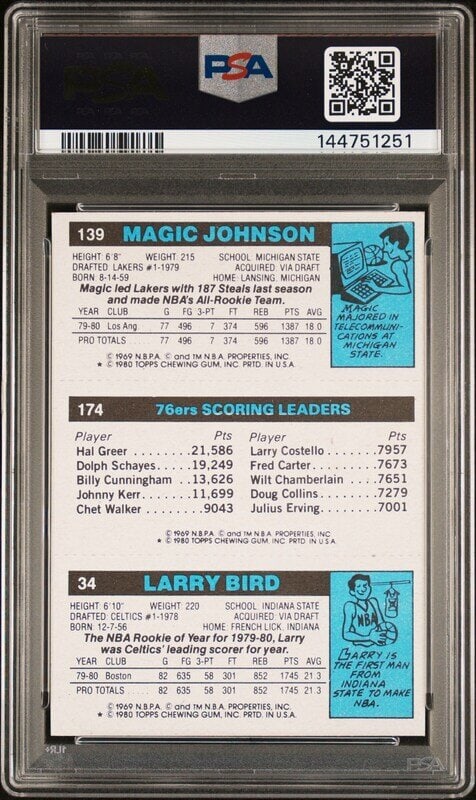 PSA
144751251
139 MAGIC JOHNSON
HEIGHT 6'8" WEIGHT 215 SCHOOL: MICHIGAN STATE
DRAFTED: LAKERS #1-1979 ACQUIRED: VIA DRAFT
BORN: 8-14-59 HOME: LANSING, MICHIGAN
Magic led Lakers with 187 Steals last season
and made NBA's All-Rookie Team.
YEAR CLUB G FG 3-PT FT REB PTS AVG
79-80 Los Ang 77 496 7 374 596 1387 18.0
PRO TOTALS 77 496 7 374 596 1387 18.0
© 1969 N.B.P.A. © and TM N.B.A. PROPERTIES, INC.
★ © 1980 TOPPS CHEWING GUM, INC. PRTD. IN U.S.A.
MAGIC
MAJORED IN
TELECOMMUNI-
CATIONS AT
MICHIGAN
STATE.
174 76ers SCORING LEADERS
Player Pts Player Pts
Hal Greer ........21,586 Larry Costello ......7957
Dolph Schayes.....19,249 Fred Carter.........7673
Billy Cunningham ..13,626 Wilt Chamberlain ....7651
Johnny Kerr.......11,699 Doug Collins ........7279
Chet Walker ........9043 Julius Erving........7001
© 1969 N.B.P.A. © and TM N.B.A. PROPERTIES, INC.
★ © 1980 TOPPS CHEWING GUM, INC. PRTD. IN U.S.A.
34 LARRY BIRD
HEIGHT: 6'10" WEIGHT: 220 SCHOOL: INDIANA STATE
DRAFTED: CELTICS #1-1978 ACQUIRED: VIA DRAFT
BORN: 12-7-56 HOME: FRENCH LICK, INDIANA
The NBA Rookie of Year for 1979-80, Larry
was Celtics' leading scorer for year.
YEAR CLUB G FG 3-PT FT REB PTS AVG
79-80 Boston 82 635 58 301 852 1745 21.3
PRO TOTALS 82 635 58 301 852 1745 21.3
© 1969 N.B.P.A. © and TM N.B.A. PROPERTIES, INC.
★ © 1980 TOPPS CHEWING GUM, INC. PRTD. IN U.S.A.
NBA
LARRY IS
THE FIRST MAN
FROM
INDIANA
STATE TO MAKE
NBA.
PSA